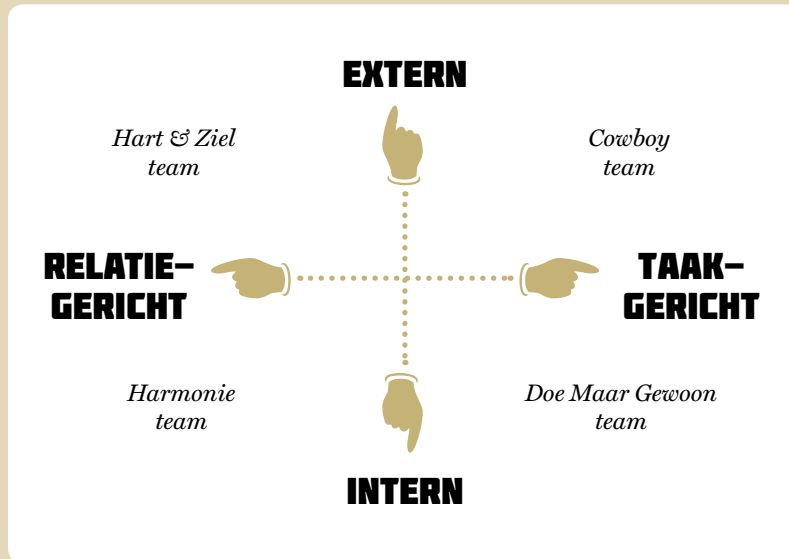 EXTERN
Hart & Ziel
team
Cowboy
team
RELATIE–
GERICHT
TAAK–
GERICHT
Harmonie
team
Doe Maar Gewoon
team
INTERN